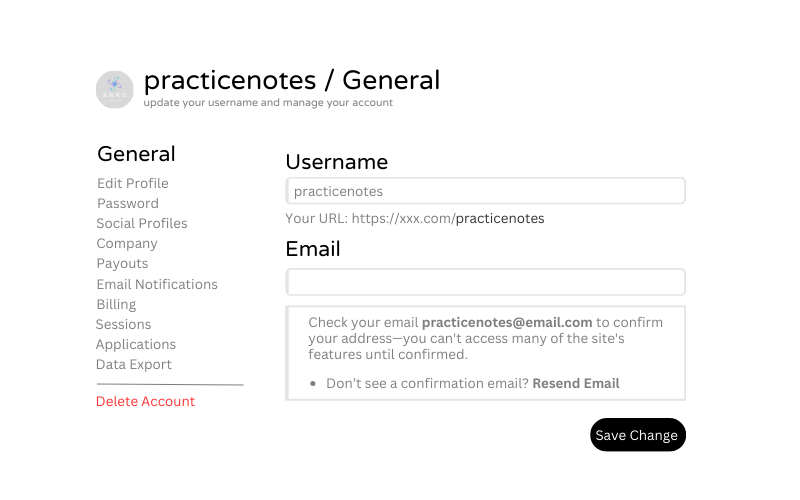 practicenotes / General
update your username and manage your account
General
Edit Profile
Password
Social Profiles
Company
Payouts
Email Notifications
Billing
Sessions
Applications
Data Export
Delete Account
Username
practicenotes
Your URL: https://xxx.com/practicenotes
Email
Check your email practicenotes@email.com to confirm
your address—you can't access many of the site's
features until confirmed.
• Don’t see a confirmation email? Resend Email
Save Change